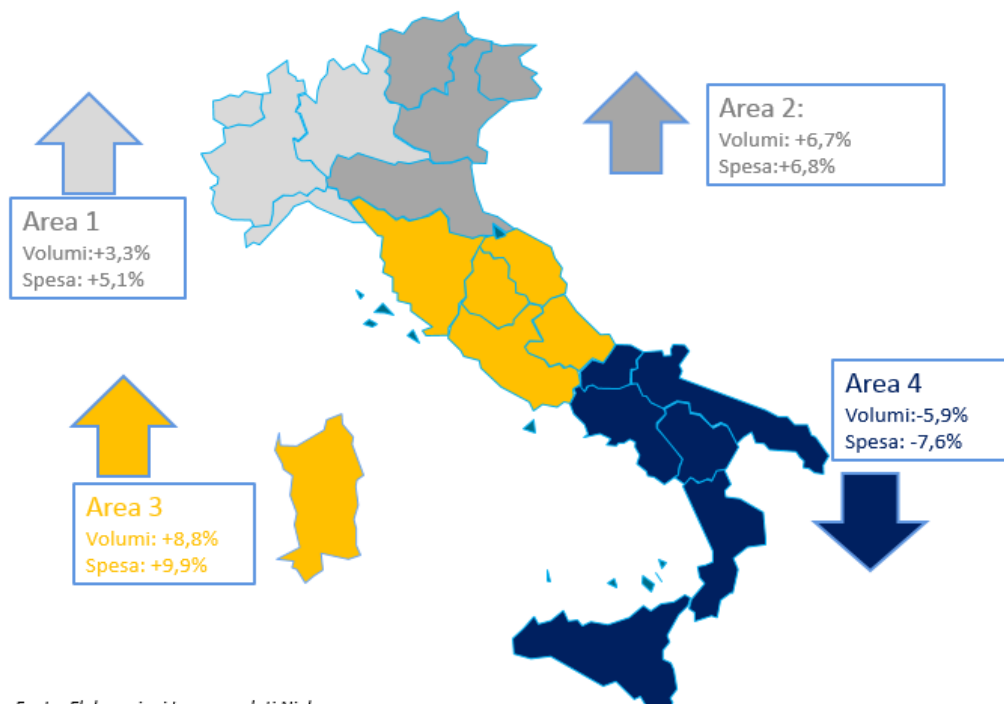 Area 1
Volumi:+3,3%
Spesa: +5,1%
Area 2:
Volumi: +6,7%
Spesa:+6,8%
Area 3
Volumi: +8,8%
Spesa: +9,9%
Area 4
Volumi:-5,9%
Spesa: -7,6%